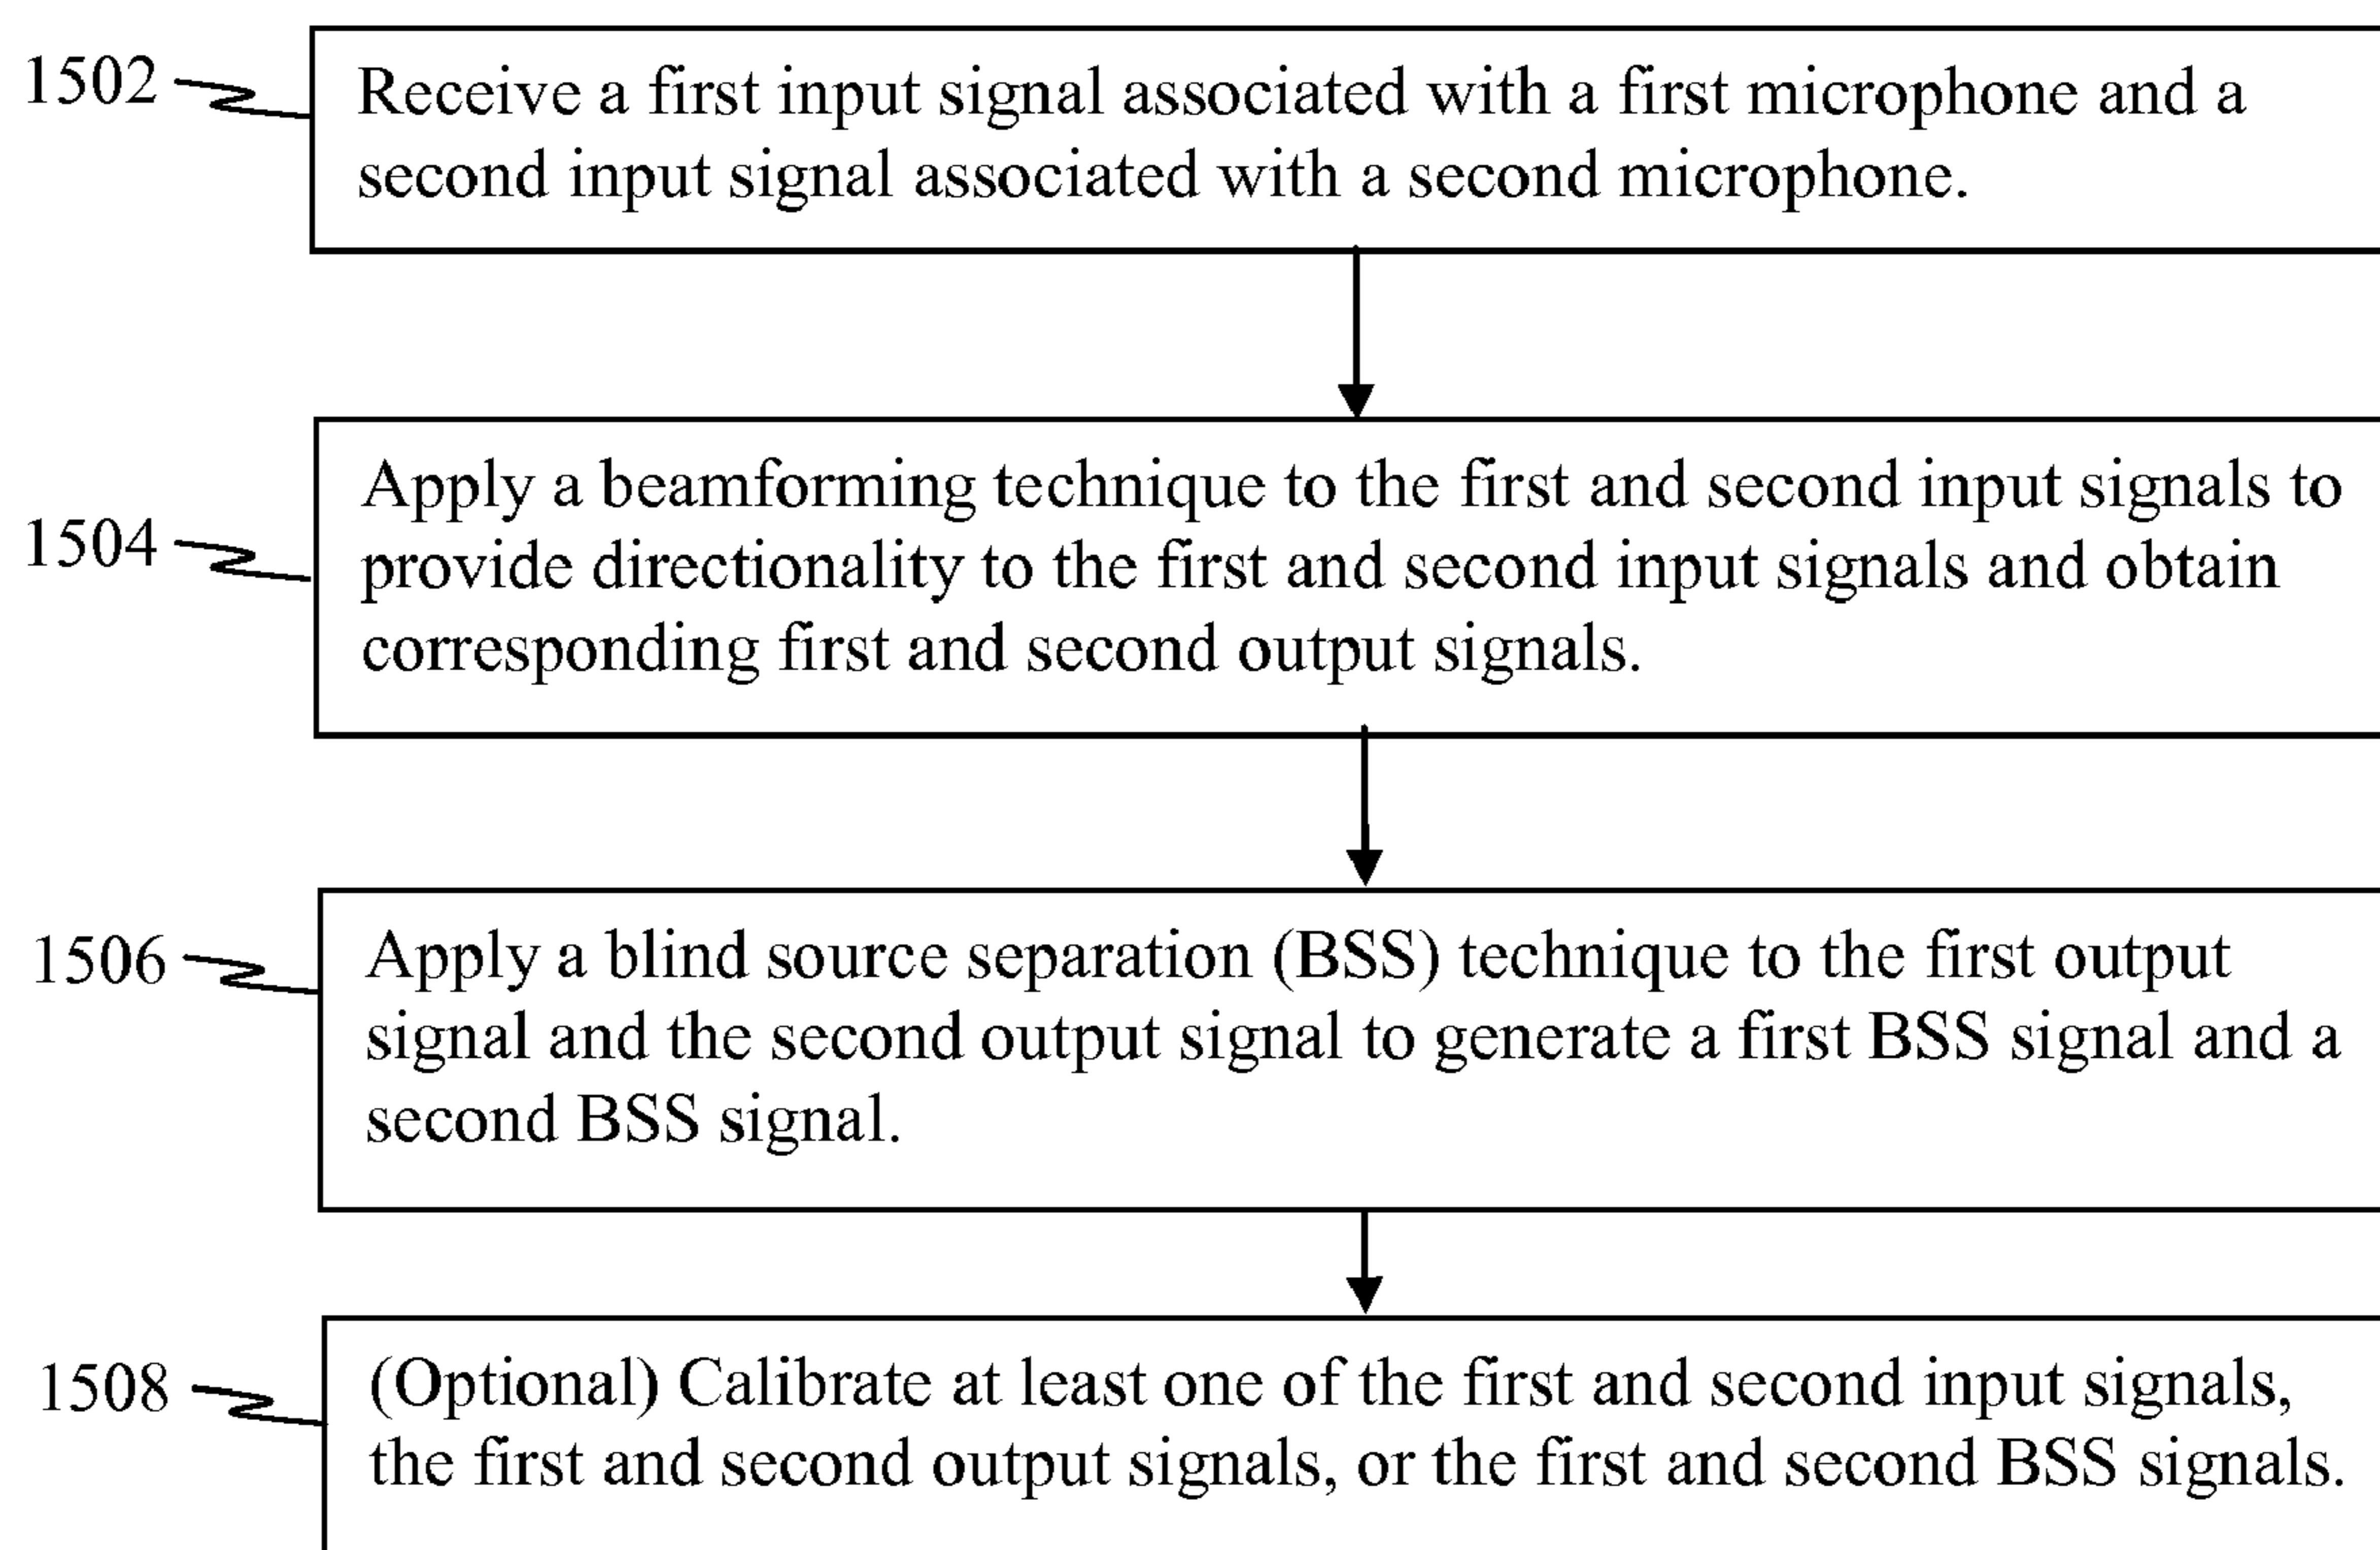 1502
Receive a first input signal associated with a first microphone and a
second input signal associated with a second microphone.
1504
Apply a beamforming technique to the first and second input signals to
provide directionality to the first and second input signals and obtain
corresponding first and second output signals.
1506
Apply a blind source separation (BSS) technique to the first output
signal and the second output signal to generate a first BSS signal and a
second BSS signal.
1508
(Optional) Calibrate at least one of the first and second input signals,
the first and second output signals, or the first and second BSS signals.